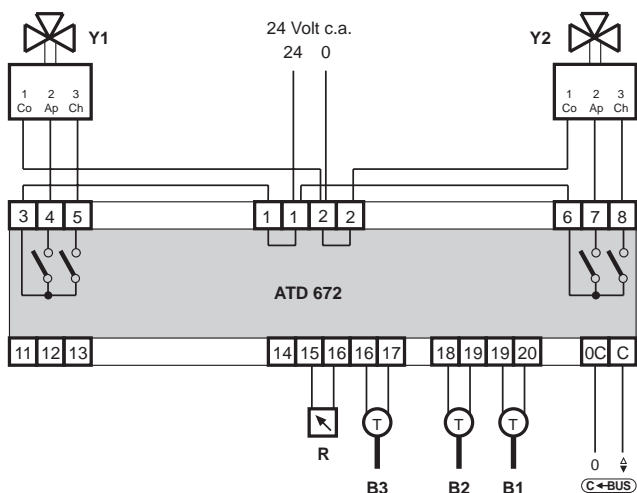 Y1
24 Volt c.a.
Y2
24 0
1 2 3
Co Ap Ch
1 2 3
Co Ap Ch
3 4 5
1 1 2 2
6 7 8
ATD 672
11 12 13
14 15 16 16 17
18 19 19 20
0C C
T T T
R
B3 B2 B1
0
C BUS